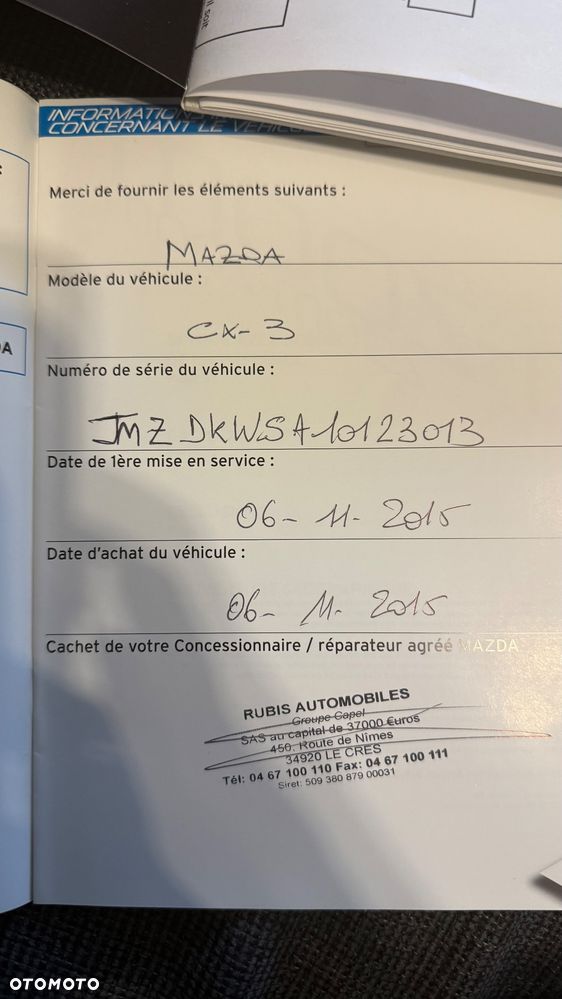 INFORMATIONS
CONCERNANT LE VÉHICULE
Merci de fournir les éléments suivants :
MAZDA
Modèle du véhicule :
CX-3
Numéro de série du véhicule :
JMZDKWSA10123013
Date de 1ère mise en service :
06-11-2015
Date d'achat du véhicule :
06-11-2015
Cachet de votre Concessionnaire / réparateur agréé MAZDA
RUBIS AUTOMOBILES
Groupe Capel
SAS au capital de 37000 Euros
450, Route de Nîmes
34920 LE CRES
Tél: 04 67 100 110 Fax: 04 67 100 111
Siret: 509 380 879 00031
OTOMOTO